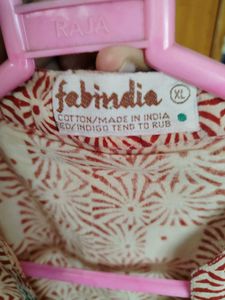 RAJA
fabindia
XL
COTTON/MADE IN INDIA
ED/INDIGO TEND TO RUB